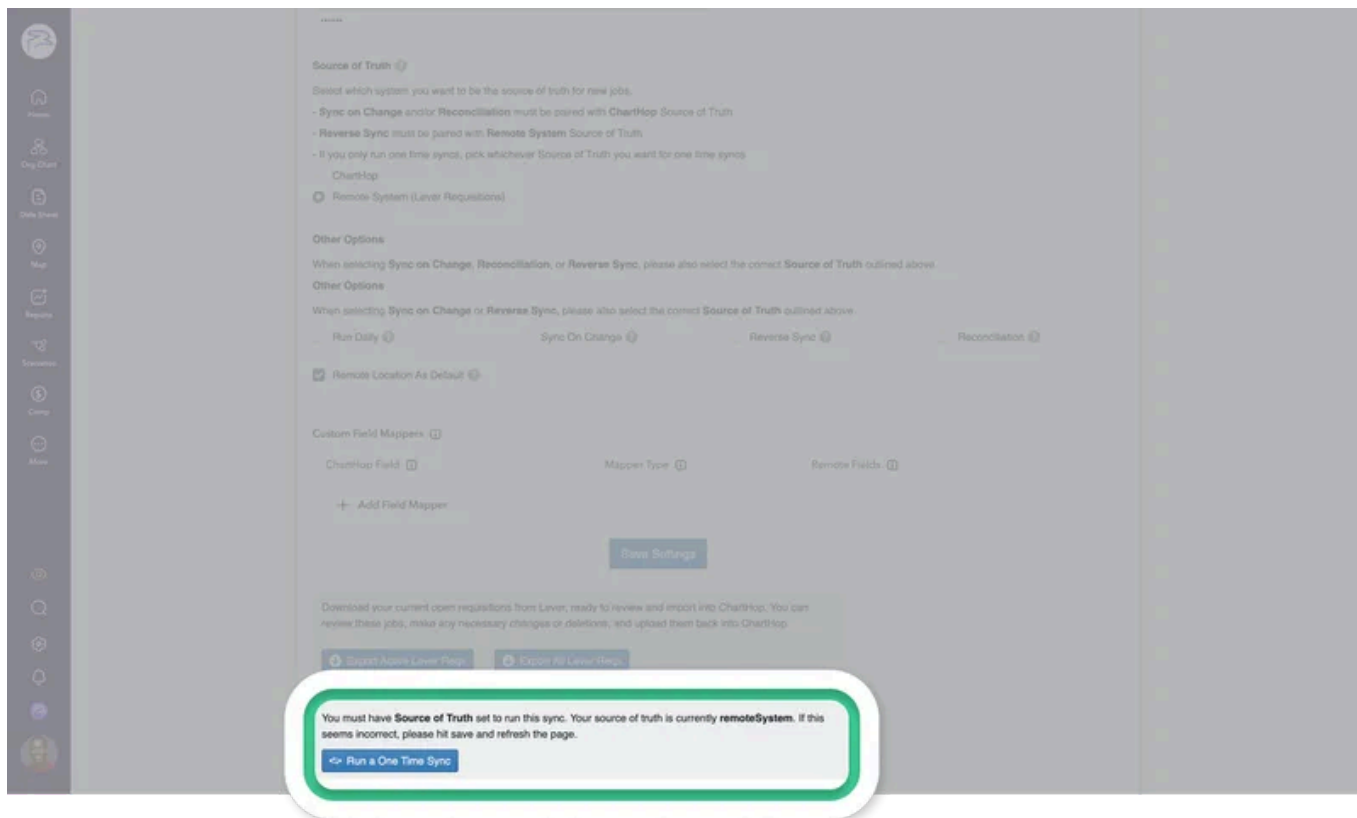 Source of Truth
Select which system you want to be the source of truth for new jobs.
- Sync on Change and/or Reconciliation must be paired with ChartHop Source of Truth
- Reverse Sync must be paired with Remote System Source of Truth
- If you only run one time syncs, pick whichever Source of Truth you want for one time syncs
ChartHop
Remote System (Lever Requisitions)
Other Options
When selecting Sync on Change, Reconciliation, or Reverse Sync, please also select the correct Source of Truth outlined above.
Other Options
When selecting Sync on Change or Reverse Sync, please also select the correct Source of Truth outlined above.
Run Daily Sync On Change Reverse Sync Reconciliation
Remote Location As Default
Custom Field Mappers
ChartHop Field Mapper Type Remote Fields
+ Add Field Mapper
Save Settings
Download your current open requisitions from Lever, ready to review and import into ChartHop. You can
review these jobs, make any necessary changes or deletions, and upload them back into ChartHop.
Export Active Lever Reqs Export All Lever Reqs
You must have Source of Truth set to run this sync. Your source of truth is currently remoteSystem. If this
seems incorrect, please hit save and refresh the page.
Run a One Time Sync
Home
Org Chart
Data Sheet
Map
Reports
Scenarios
Comp
More